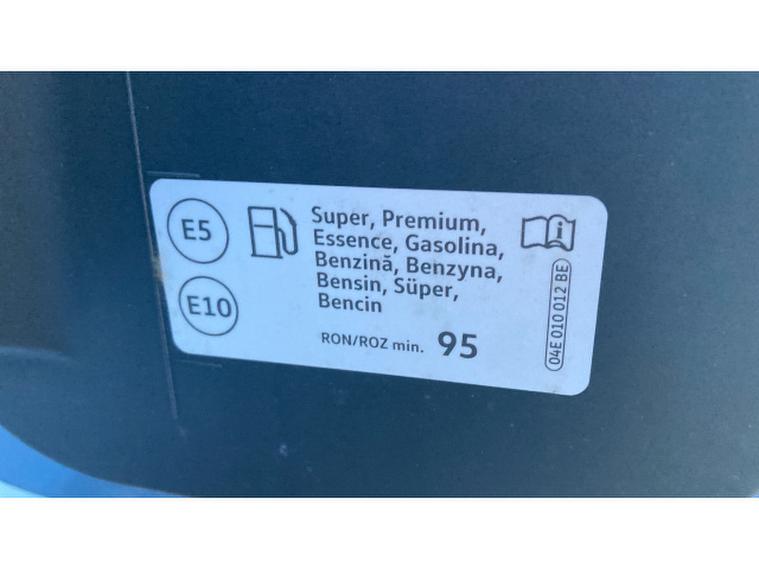 E5
E10
Super, Premium,
Essence, Gasolina,
Benzină, Benzyna,
Bensin, Süper,
Bencin
RON/ROZ min. 95
i
04E 010 012 BE